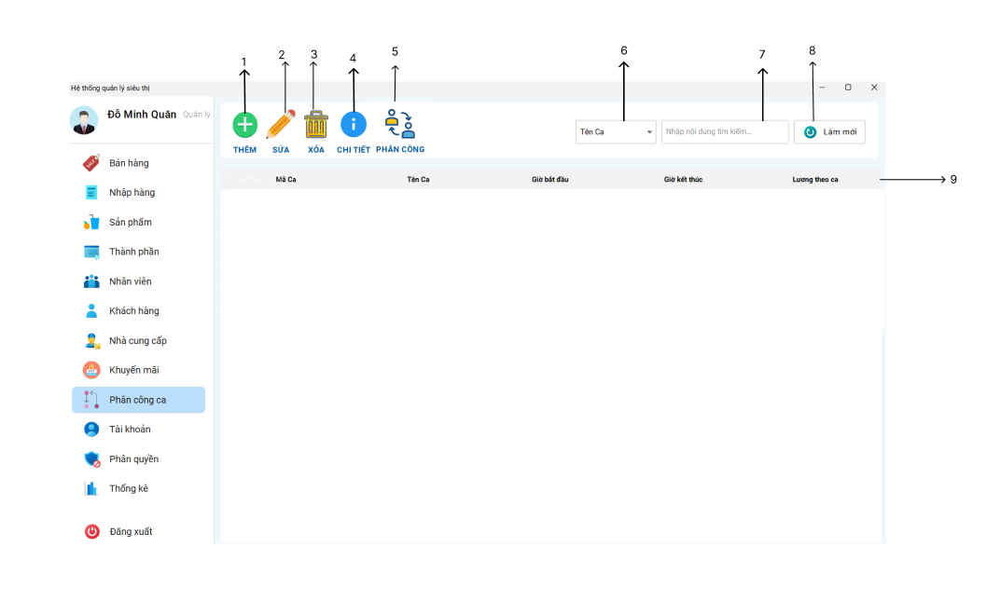 1 2 3 4 5 6 7 8
Hệ thống quản lý siêu thị
Đỗ Minh Quân Quản lý
THÊM SỬA XÓA CHI TIẾT PHÂN CÔNG
Tên Ca Nhập nội dung tìm kiếm... Làm mới
Mã Ca Tên Ca Giờ bắt đầu Giờ kết thúc Lương theo ca 9
Bán hàng
Nhập hàng
Sản phẩm
Thành phần
Nhân viên
Khách hàng
Nhà cung cấp
Khuyến mãi
Phân công ca
Tài khoản
Phân quyền
Thống kê
Đăng xuất